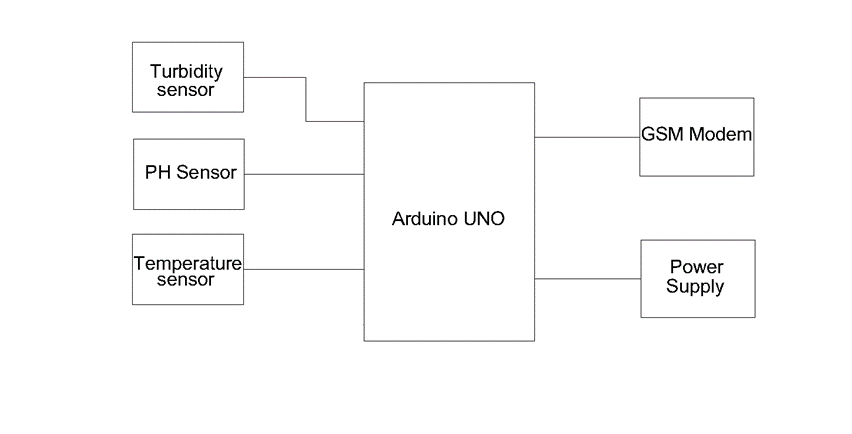 Turbidity
sensor
PH Sensor
Temperature
sensor
Arduino UNO
GSM Modem
Power
Supply